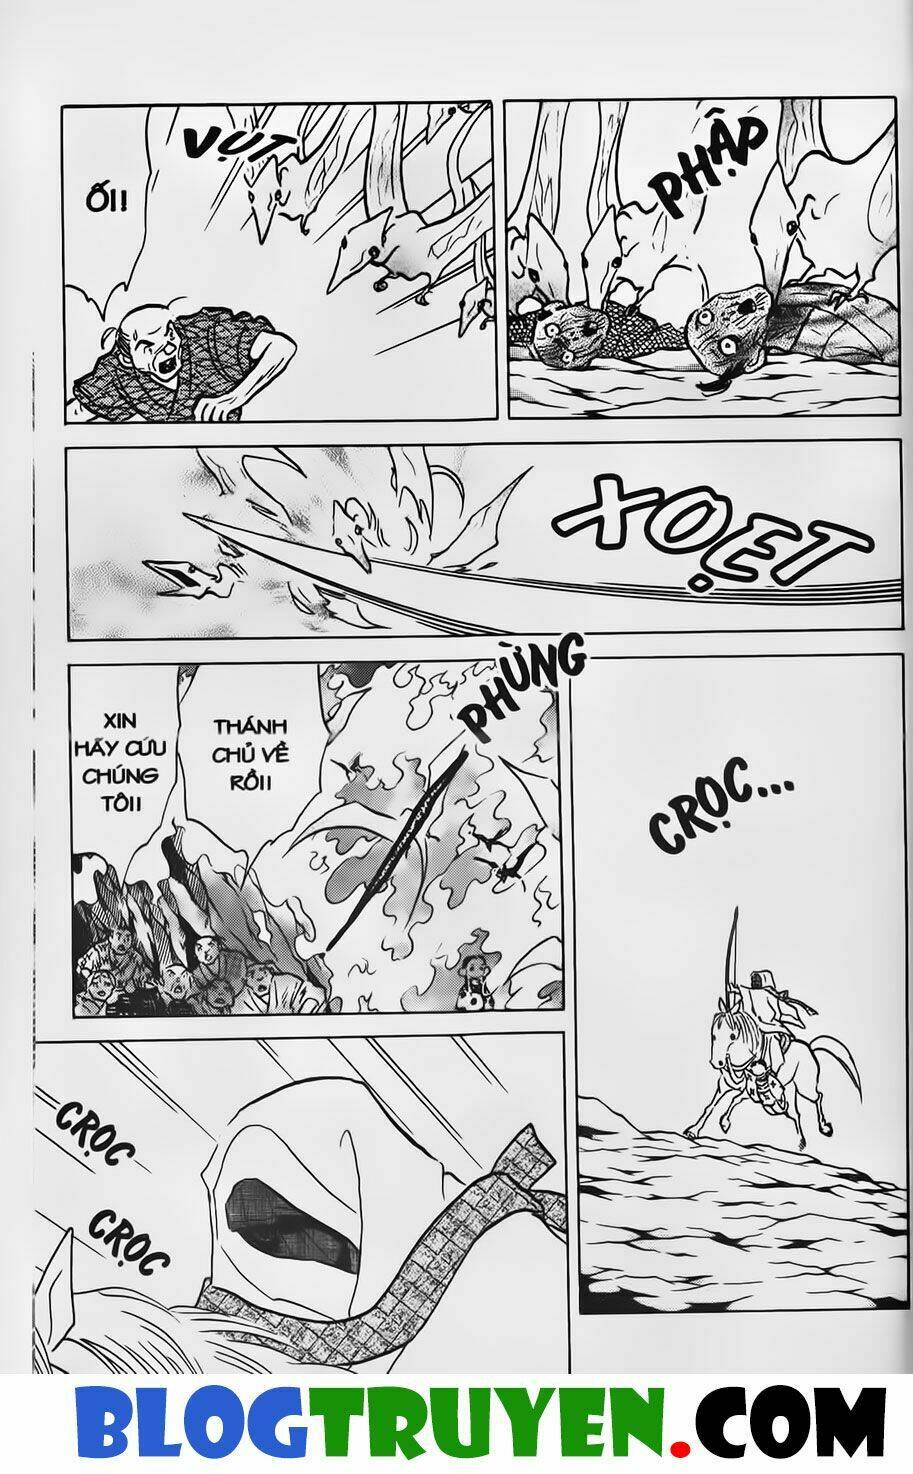 VỤT
ỐI!
PHẬP
XOẸT
PHỪNG
XIN
HÃY CỨU
CHÚNG
TÔI!
THÁNH
CHỦ VỀ
RỒI!
CRỌC...
CRỌC
CRỌC
BLOGTRUYEN.COM